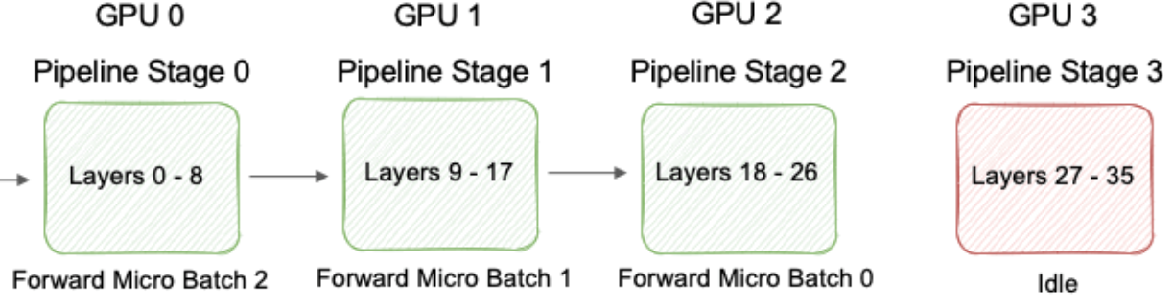 GPU 0
GPU 1
GPU 2
GPU 3
Pipeline Stage 0
Pipeline Stage 1
Pipeline Stage 2
Pipeline Stage 3
Layers 0 - 8
Layers 9 - 17
Layers 18 - 26
Layers 27 - 35
Forward Micro Batch 2
Forward Micro Batch 1
Forward Micro Batch 0
Idle